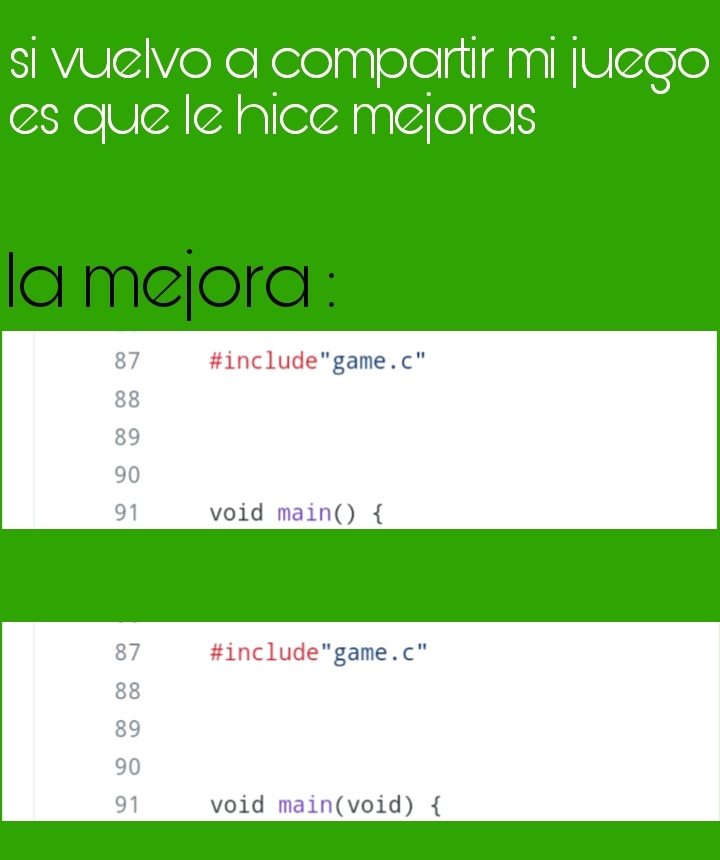 si vuelvo a compartir mi juego
es que le hice mejoras
la mejora :
87 #include"game.c"
88
89
90
91 void main() {
87 #include"game.c"
88
89
90
91 void main(void) {